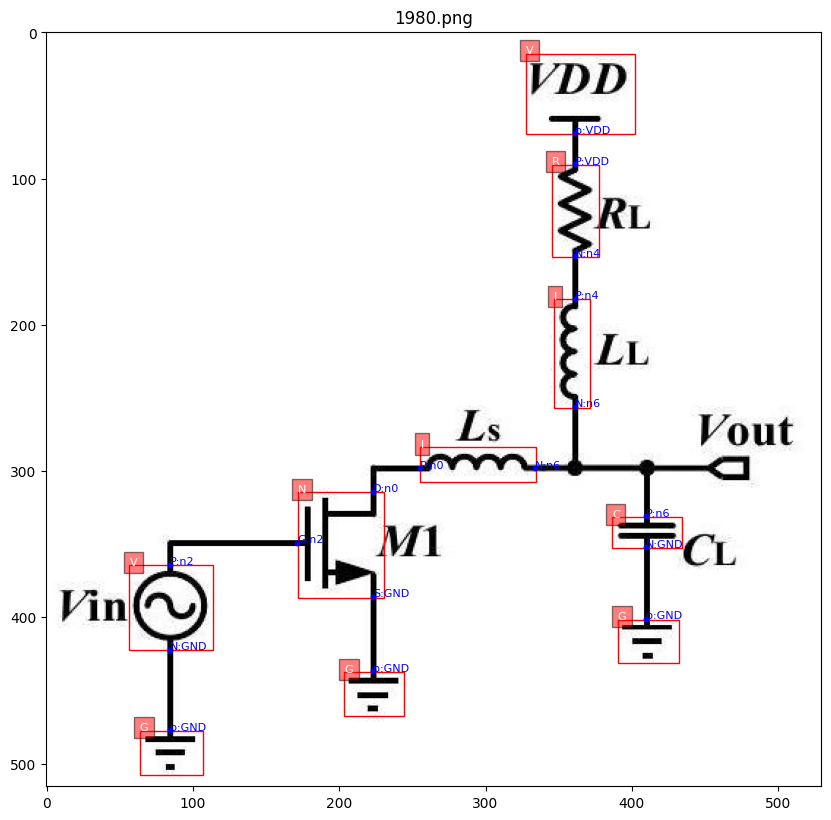 1980.png
V
VDD
p:VDD
R
P:VDD
RL
N:n4
I
P:n4
LL
N:n6
Ls
I
P:n0
N:n6
Vout
N
D:n0
G:n2
M1
S:GND
C
P:n6
N:GND
CL
V
P:n2
Vin
N:GND
G
p:GND
G
p:GND
G
p:GND
0
100
200
300
400
500
0
100
200
300
400
500